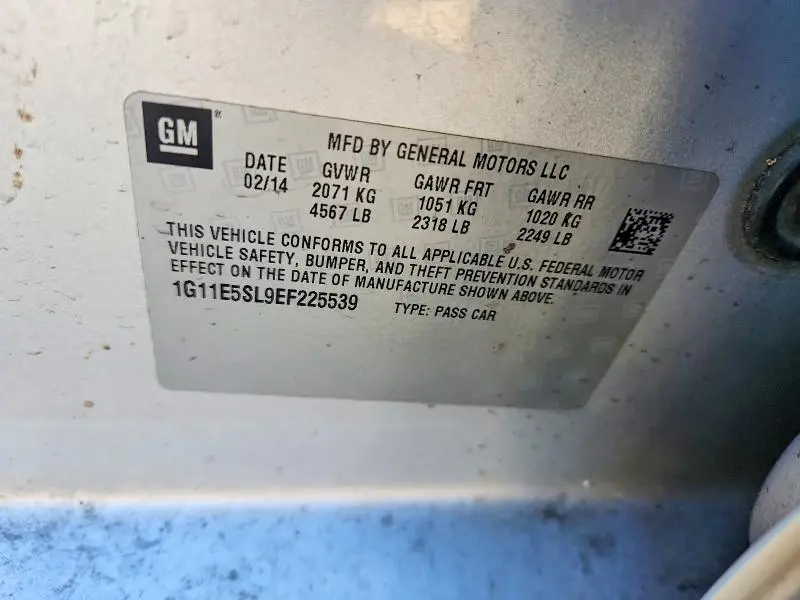 GM
MFD BY GENERAL MOTORS LLC
DATE GVWR GAWR FRT GAWR RR
02/14 2071 KG 1051 KG 1020 KG
4567 LB 2318 LB 2249 LB
THIS VEHICLE CONFORMS TO ALL APPLICABLE U.S. FEDERAL MOTOR
VEHICLE SAFETY, BUMPER, AND THEFT PREVENTION STANDARDS IN
EFFECT ON THE DATE OF MANUFACTURE SHOWN ABOVE.
1G11E5SL9EF225539 TYPE: PASS CAR